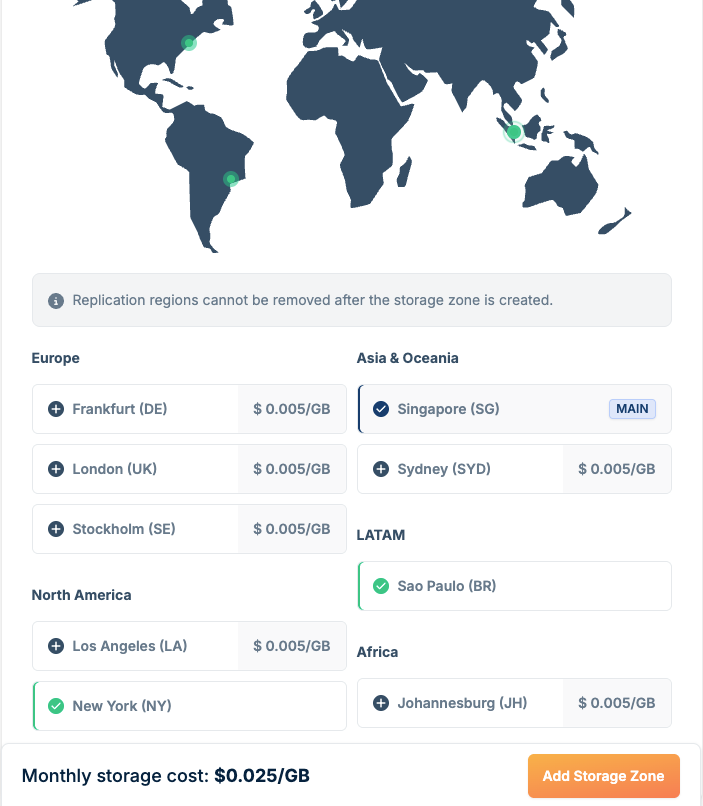 Replication regions cannot be removed after the storage zone is created.
Europe
Frankfurt (DE) $ 0.005/GB
London (UK) $ 0.005/GB
Stockholm (SE) $ 0.005/GB
North America
Los Angeles (LA) $ 0.005/GB
New York (NY)
Asia & Oceania
Singapore (SG) MAIN
Sydney (SYD) $ 0.005/GB
LATAM
Sao Paulo (BR)
Africa
Johannesburg (JH) $ 0.005/GB
Monthly storage cost: $0.025/GB
Add Storage Zone